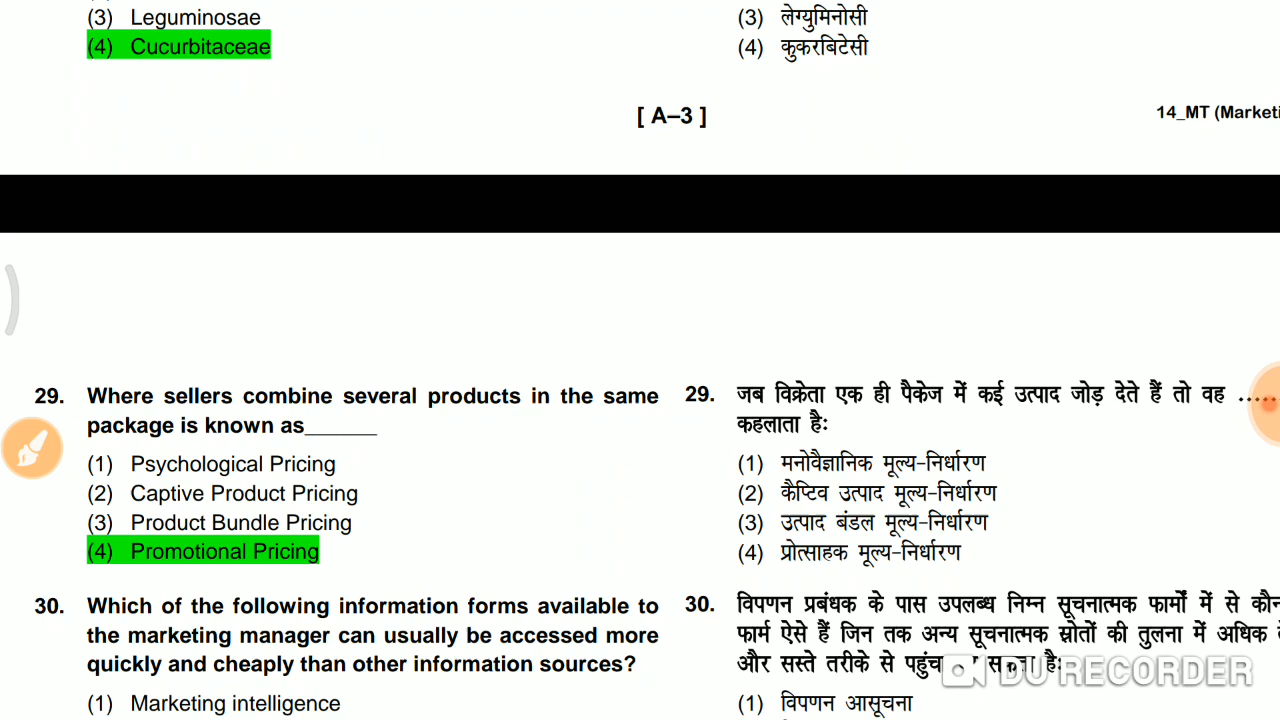 (3) Leguminosae
(4) Cucurbitaceae
(3) लेग्युमिनोसी
(4) कुकरबिटेसी
[ A–3 ]
14_MT (Marketi
29. Where sellers combine several products in the same
package is known as______
(1) Psychological Pricing
(2) Captive Product Pricing
(3) Product Bundle Pricing
(4) Promotional Pricing
30. Which of the following information forms available to
the marketing manager can usually be accessed more
quickly and cheaply than other information sources?
(1) Marketing intelligence
29. जब विक्रेता एक ही पैकेज में कई उत्पाद जोड़ देते हैं तो वह .....
कहलाता हैः
(1) मनोवैज्ञानिक मूल्य-निर्धारण
(2) कैप्टिव उत्पाद मूल्य-निर्धारण
(3) उत्पाद बंडल मूल्य-निर्धारण
(4) प्रोत्साहक मूल्य-निर्धारण
30. विपणन प्रबंधक के पास उपलब्ध निम्न सूचनात्मक फार्मों में से कौन
फार्म ऐसे हैं जिन तक अन्य सूचनात्मक स्रोतों की तुलना में अधिक
और सस्ते तरीके से
(1) विपणन आसूचना
DU RECORDER